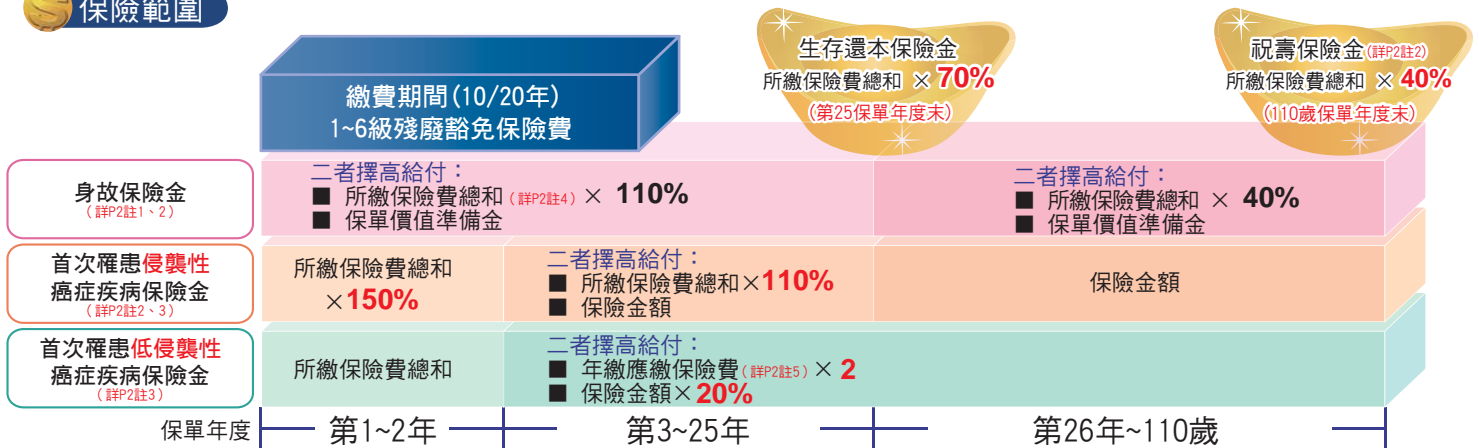 保險範圍
繳費期間(10/20年)
1~6級殘廢豁免保險費
生存還本保險金
所繳保險費總和 × 70%
(第25保單年度末)
祝壽保險金(詳P2註2)
所繳保險費總和 × 40%
(110歲保單年度末)
身故保險金
(詳P2註1、2)
二者擇高給付：
■ 所繳保險費總和(詳P2註4) × 110%
■ 保單價值準備金
二者擇高給付：
■ 所繳保險費總和 × 40%
■ 保單價值準備金
首次罹患侵襲性
癌症疾病保險金
(詳P2註2、3)
所繳保險費總和
×150%
二者擇高給付：
■ 所繳保險費總和×110%
■ 保險金額
保險金額
首次罹患低侵襲性
癌症疾病保險金
(詳P2註3)
所繳保險費總和
二者擇高給付：
■ 年繳應繳保險費(詳P2註5) × 2
■ 保險金額×20%
保單年度 第1~2年 第3~25年 第26年~110歲